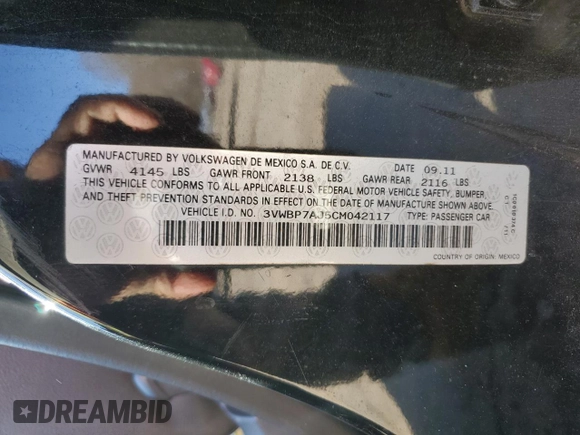 MANUFACTURED BY VOLKSWAGEN DE MEXICO S.A. DE C.V. DATE 09.11
GVWR 4145 LBS GAWR FRONT 2138 LBS GAWR REAR 2116 LBS
THIS VEHICLE CONFORMS TO ALL APPLICABLE U.S. FEDERAL MOTOR VEHICLE SAFETY, BUMPER,
AND THEFT PREVENTION STANDARDS IN EFFECT ON THE DATE OF MANUFACTURE SHOWN ABOVE.
VEHICLE I.D. NO. 3VWBP7AJ5CM042117 TYPE: PASSENGER CAR
COUNTRY OF ORIGIN: MEXICO
DREAMBID